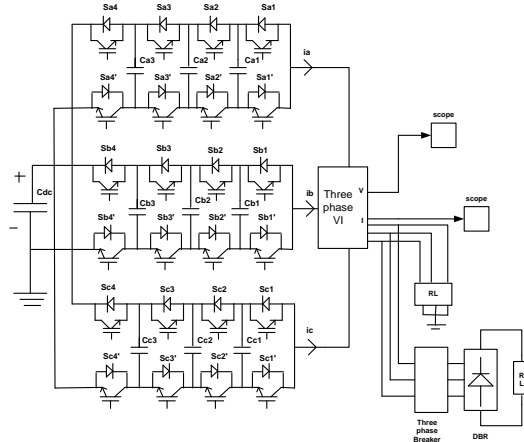 Sa4 Sa3 Sa2 Sa1
Ca3 Ca2 Ca1
ia
Sa4' Sa3' Sa2' Sa1'
scope
Sb4 Sb3 Sb2 Sb1
+
Cdc
Cb3 Cb2 Cb1
ib
Three
phase
VI
V
I
scope
−
Sb4' Sb3' Sb2' Sb1'
Sc4 Sc3 Sc2 Sc1
RL
Cc3 Cc2 Cc1
ic
Sc4' Sc3' Sc2' Sc1'
R
L
Three
phase
Breaker
DBR